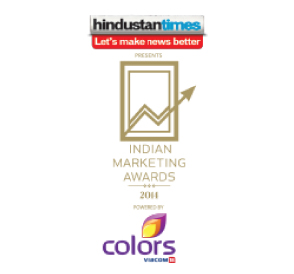 hindustantimes
Let's make news better
PRESENTS
INDIAN
MARKETING
AWARDS
2014
POWERED BY
colors
VIACOM18